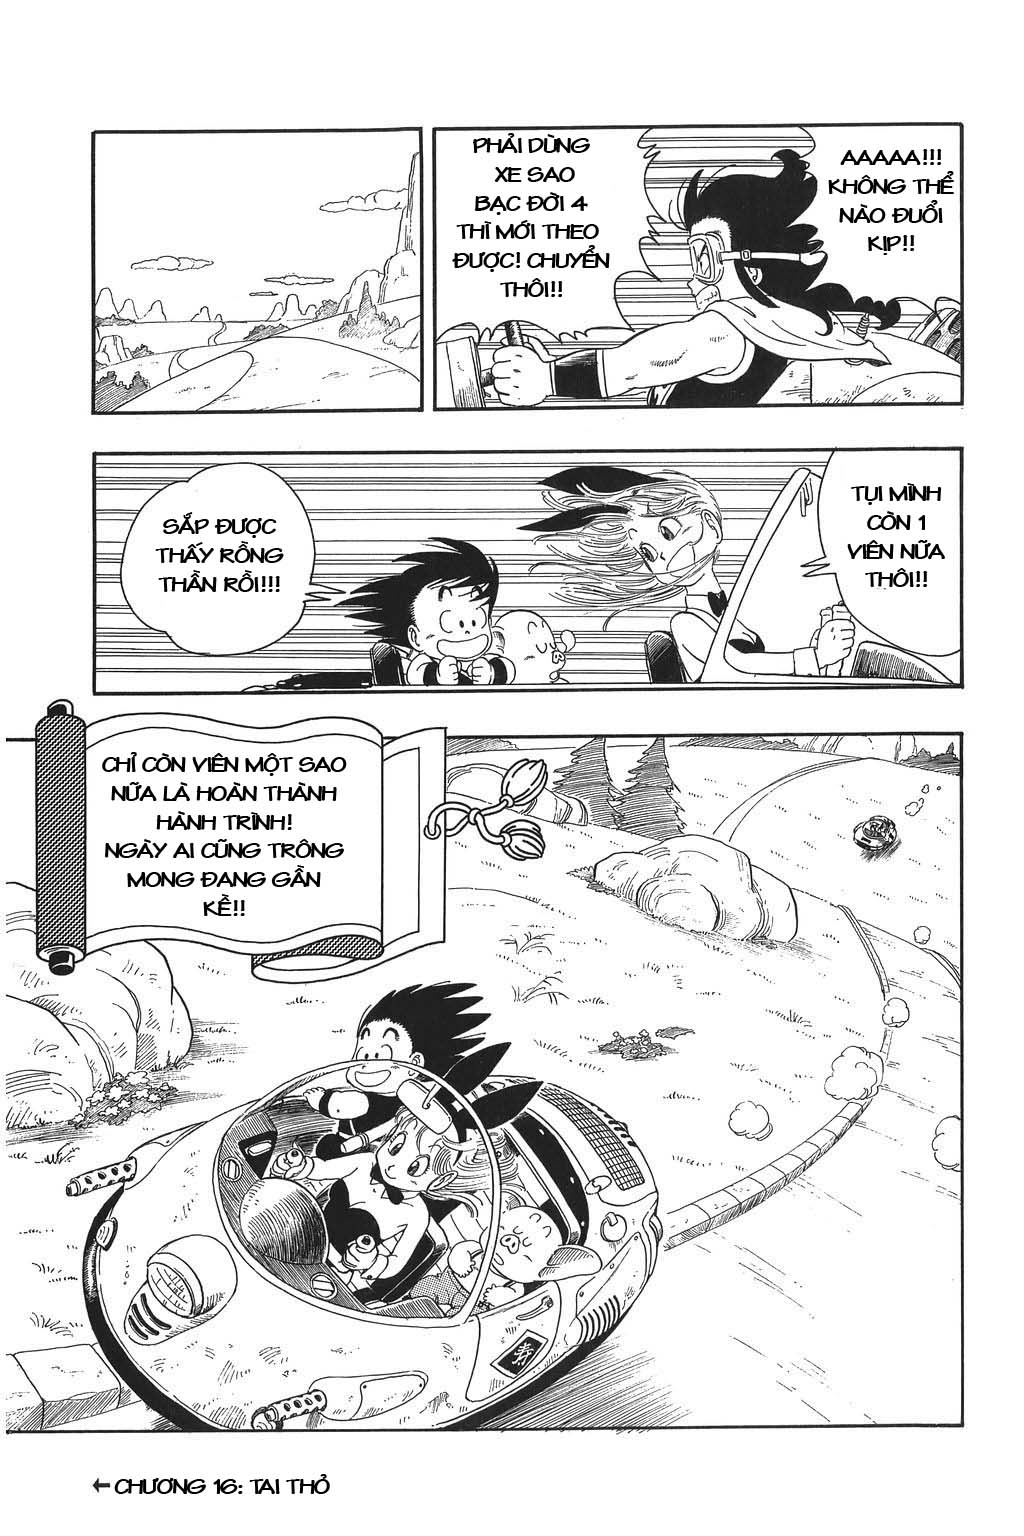 AAAAA!!!
KHÔNG THỂ
NÀO ĐUỔI
KỊP!!
PHẢI DÙNG
XE SAO
BẠC ĐỜI 4
THÌ MỚI THEO
ĐƯỢC! CHUYỂN
THÔI!!
TỤI MÌNH
CÒN 1
VIÊN NỮA
THÔI!!
SẮP ĐƯỢC
THẤY RỒNG
THẦN RỒI!!!
CHỈ CÒN VIÊN MỘT SAO
NỮA LÀ HOÀN THÀNH
HÀNH TRÌNH!
NGÀY AI CŨNG TRÔNG
MONG ĐANG GẦN
KỀ!!
CHƯƠNG 16: TAI THỎ